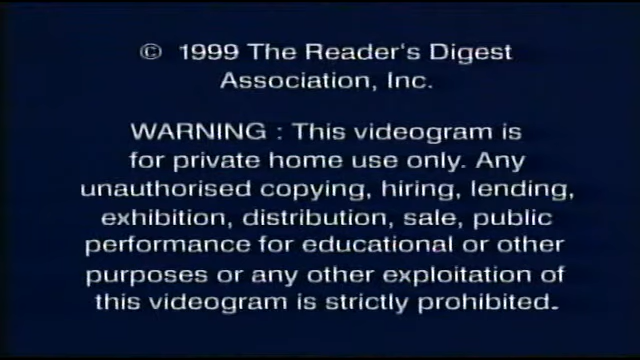 © 1999 The Reader's Digest
Association, Inc.
WARNING : This videogram is
for private home use only. Any
unauthorised copying, hiring, lending,
exhibition, distribution, sale, public
performance for educational or other
purposes or any other exploitation of
this videogram is strictly prohibited.